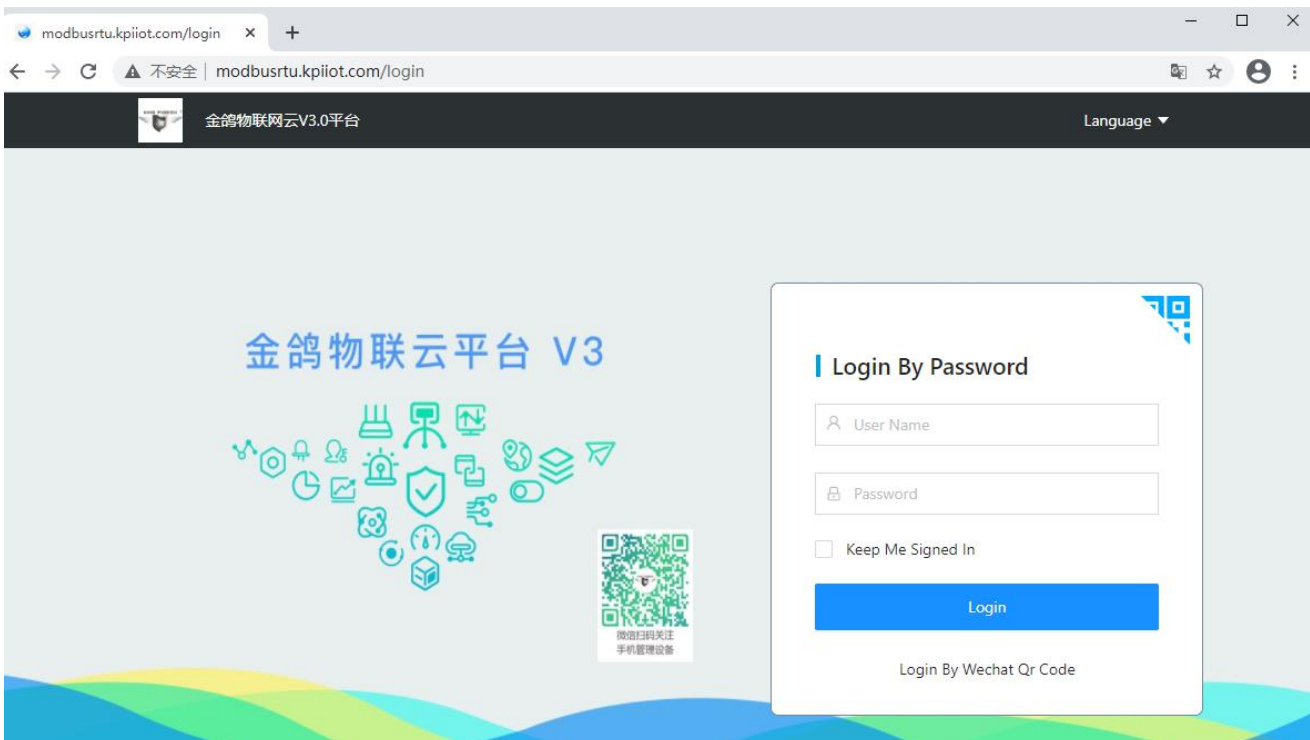 modbusrtu.kpiiot.com/login
不安全 | modbusrtu.kpiiot.com/login
金鸽物联网云V3.0平台
Language
金鸽物联云平台 V3
Login By Password
User Name
Password
Keep Me Signed In
Login
Login By Wechat Qr Code
微信扫码关注
手机管理设备